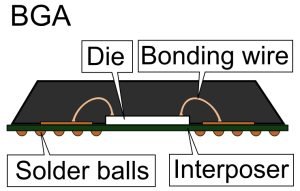 BGA
Die
Bonding wire
Solder balls
Interposer